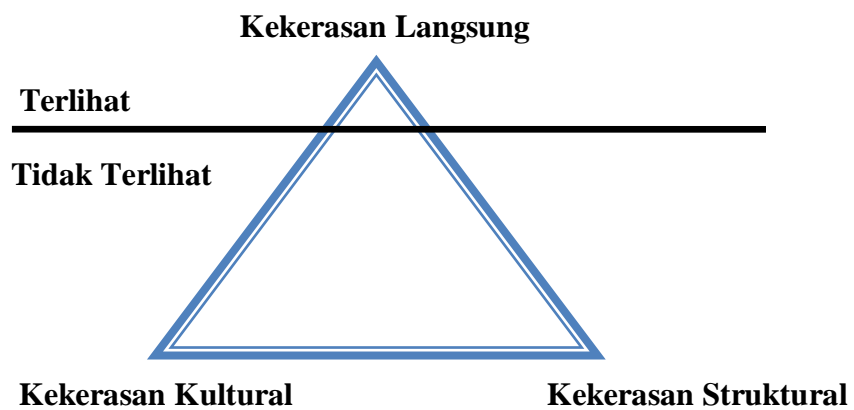 Kekerasan Langsung
Terlihat
Tidak Terlihat
Kekerasan Kultural
Kekerasan Struktural